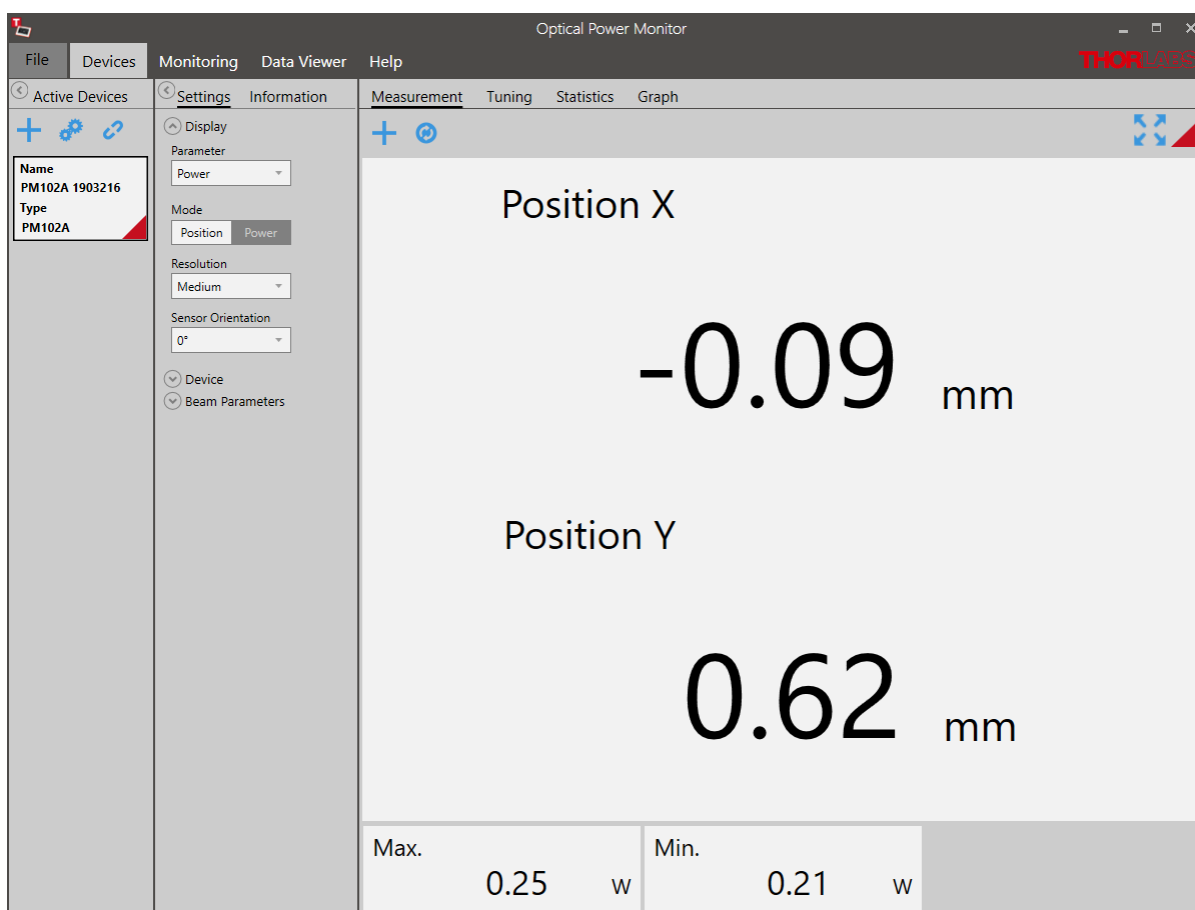 Optical Power Monitor
File Devices Monitoring Data Viewer Help
THORLABS
Active Devices
Settings Information
Measurement Tuning Statistics Graph
Display
Parameter
Power
Name
PM102A 1903216
Type
PM102A
Mode
Position Power
Resolution
Medium
Sensor Orientation
0°
Device
Beam Parameters
Position X
-0.09 mm
Position Y
0.62 mm
Max.
0.25 W
Min.
0.21 W